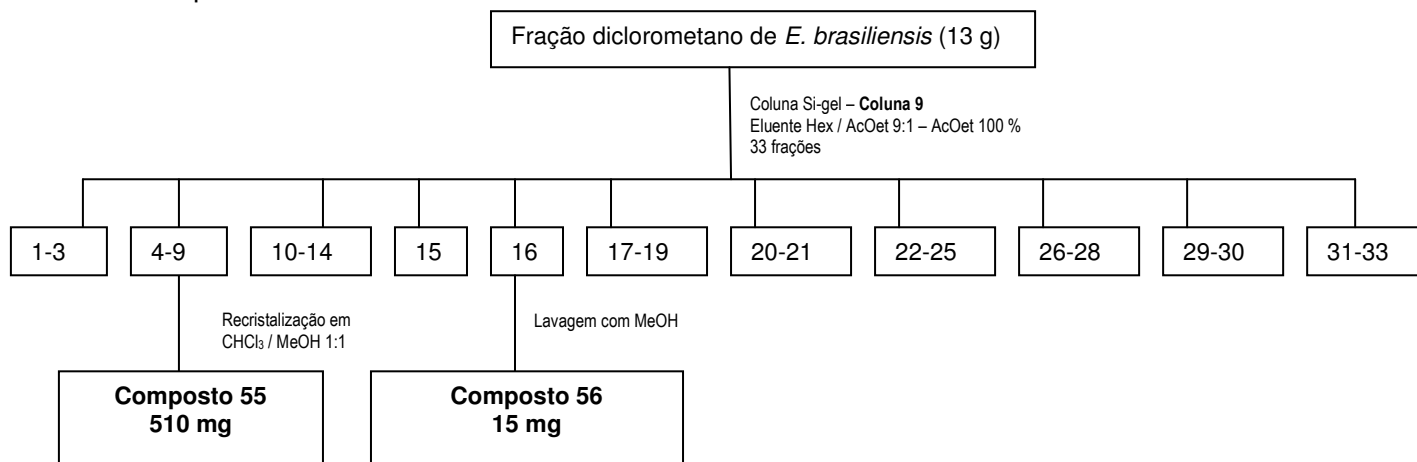 Fração diclorometano de E. brasiliensis (13 g)
Coluna Si-gel – Coluna 9
Eluente Hex / AcOet 9:1 – AcOet 100 %
33 frações
1-3
4-9
10-14
15
16
17-19
20-21
22-25
26-28
29-30
31-33
Recristalização em
CHCl₃ / MeOH 1:1
Lavagem com MeOH
Composto 55
510 mg
Composto 56
15 mg